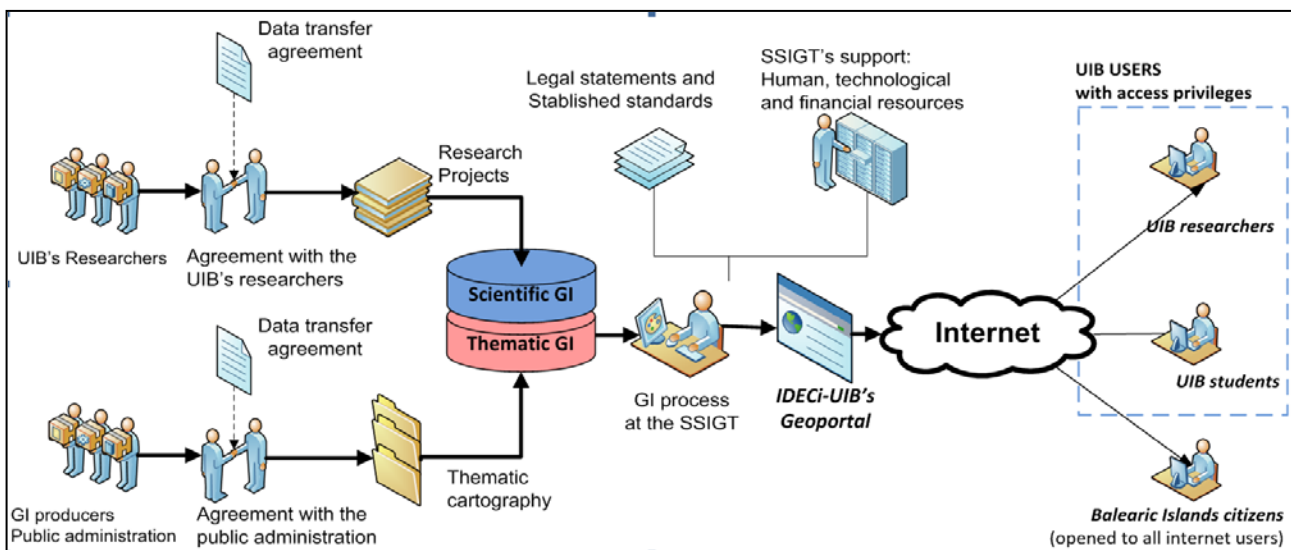 Data transfer
agreement
Legal statements and
Stablished standards
SSIGT's support:
Human, technological
and financial resources
UIB USERS
with access privileges
Research
Projects
UIB's Researchers
Agreement with the
UIB's researchers
UIB researchers
Scientific GI
Thematic GI
Data transfer
agreement
GI process
at the SSIGT
IDECi-UIB's
Geoportal
Internet
UIB students
Thematic
cartography
GI producers
Public administration
Agreement with the
public administration
Balearic Islands citizens
(opened to all internet users)